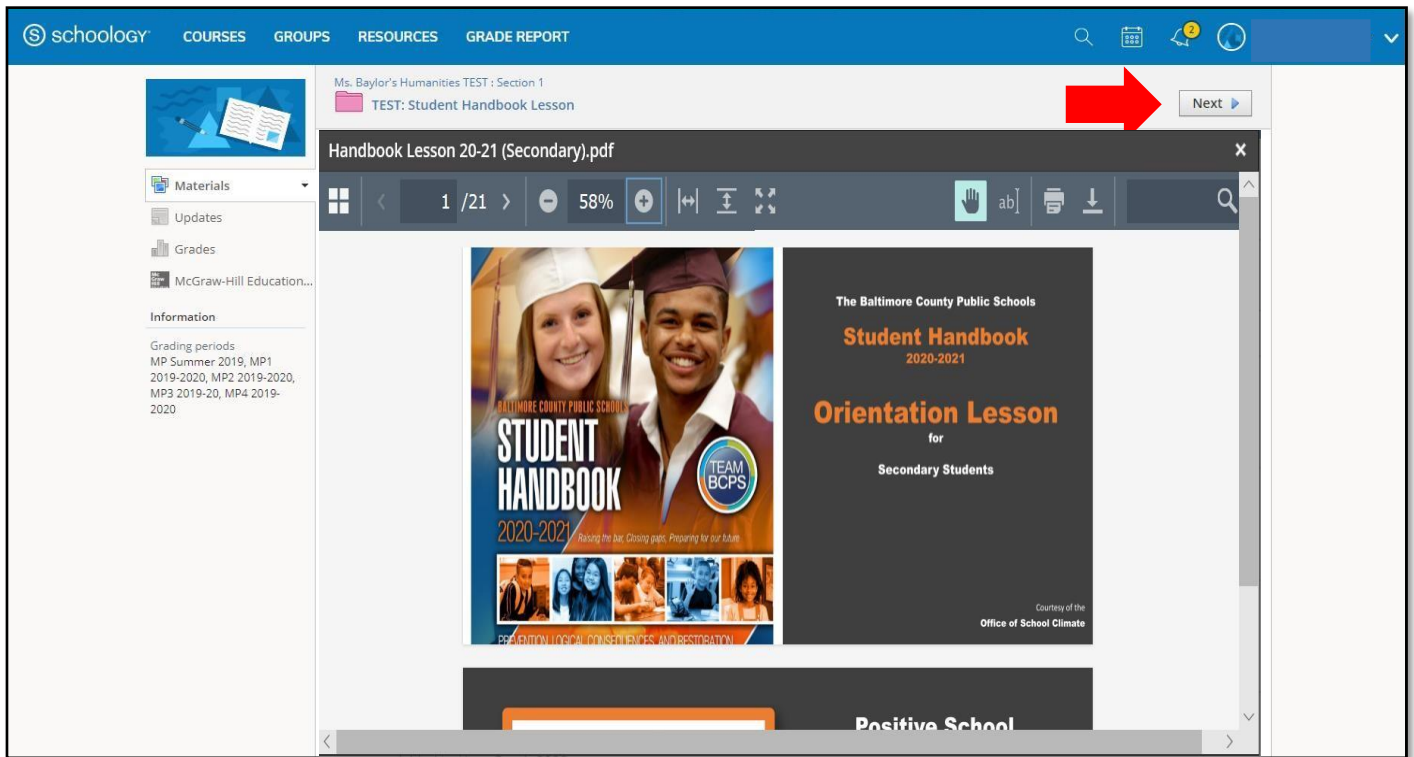 schoology COURSES GROUPS RESOURCES GRADE REPORT 2
Ms. Baylor's Humanities TEST : Section 1
TEST: Student Handbook Lesson
Next
Handbook Lesson 20-21 (Secondary).pdf x
Materials
Updates
Grades
McGraw-Hill Education...
Information
Grading periods
MP Summer 2019, MP1
2019-2020, MP2 2019-2020,
MP3 2019-20, MP4 2019-
2020
1 /21 58% ab
BALTIMORE COUNTY PUBLIC SCHOOLS
STUDENT
HANDBOOK
2020-2021 Raising the bar, Closing gaps, Preparing for our future
TEAM
BCPS
PREVENTION, LOGICAL CONSEQUENCES, AND RESTORATION
The Baltimore County Public Schools
Student Handbook
2020-2021
Orientation Lesson
for
Secondary Students
Courtesy of the
Office of School Climate
Positive School